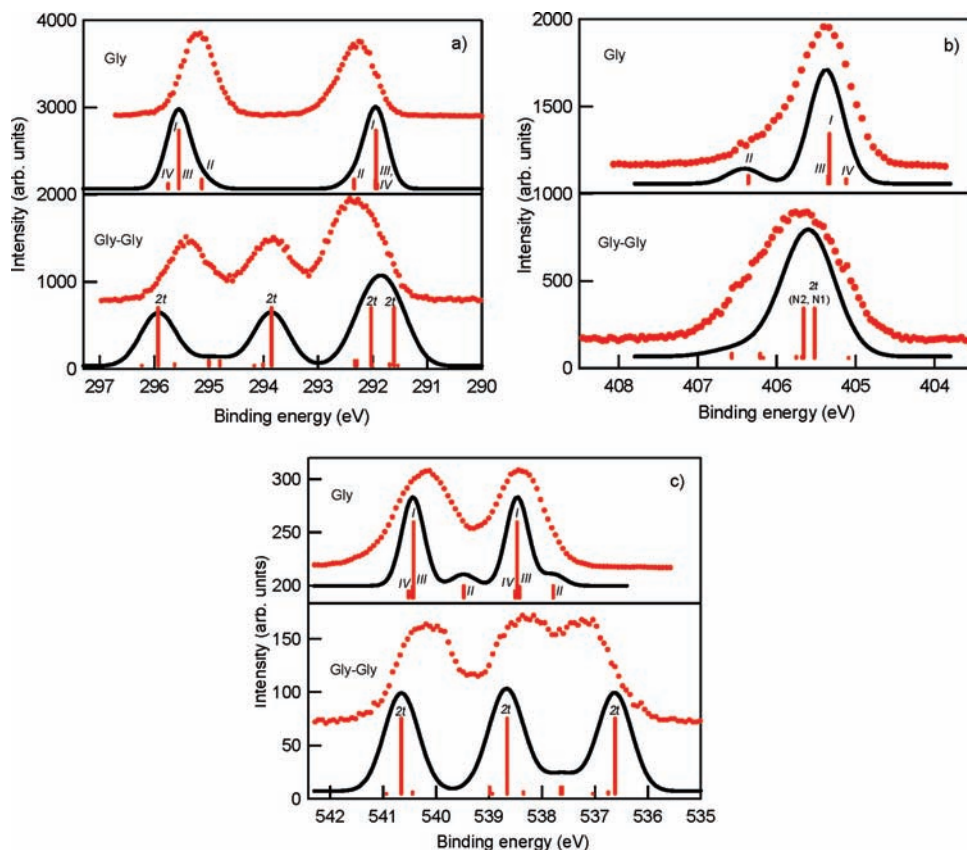 4000
a)
Gly
3000
I
I
IV
III
II
II
III,
IV
2000
Gly-Gly
1000
2t
2t
2t
2t
0
297 296 295 294 293 292 291 290
Binding energy (eV)
Intensity (arb. units)
2000
b)
Gly
1500
I
II
III
IV
1000
Gly-Gly
500
2t
(N2, N1)
0
408 407 406 405 404
Binding energy (eV)
Intensity (arb. units)
300
c)
Gly
250
I
I
200
IV
III
II
IV
III
II
150
Gly-Gly
100
2t
2t
2t
50
0
542 541 540 539 538 537 536 535
Binding energy (eV)
Intensity (arb. units)